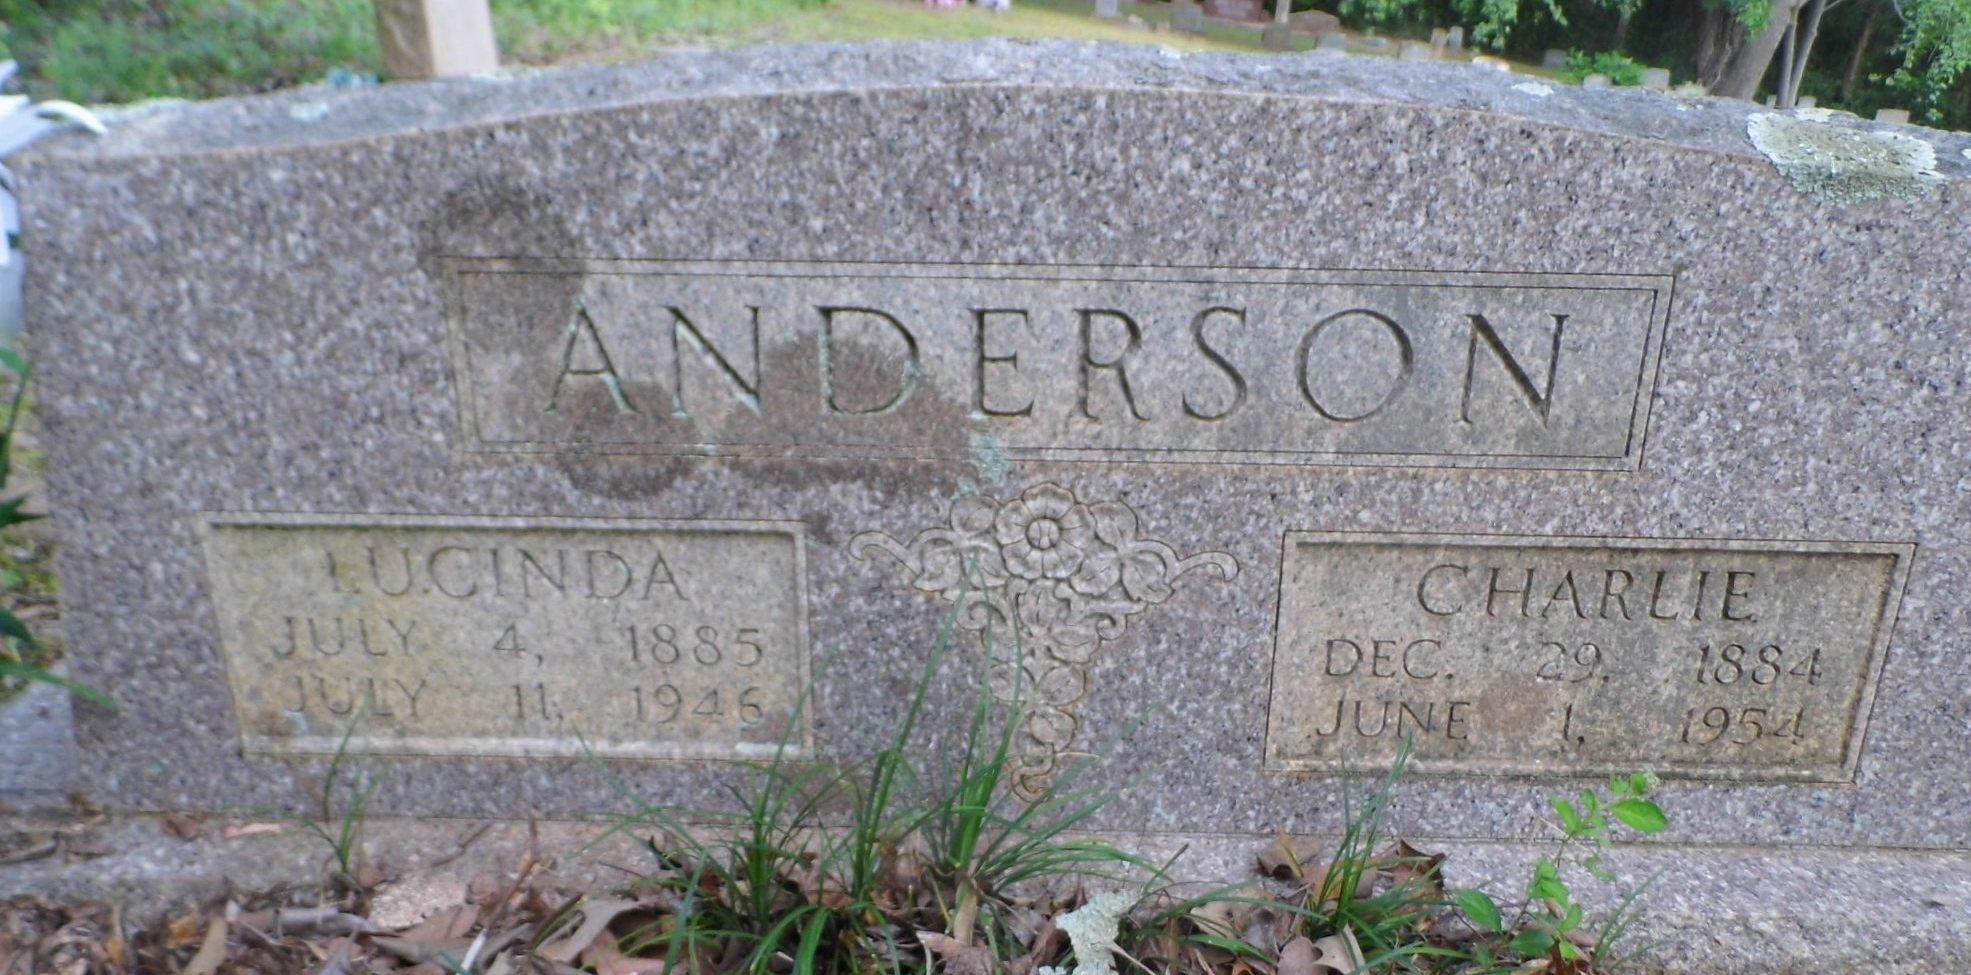 ANDERSON
LUCINDA
JULY 4, 1885
JULY 11, 1946
CHARLIE
DEC. 29. 1884
JUNE 1, 1954